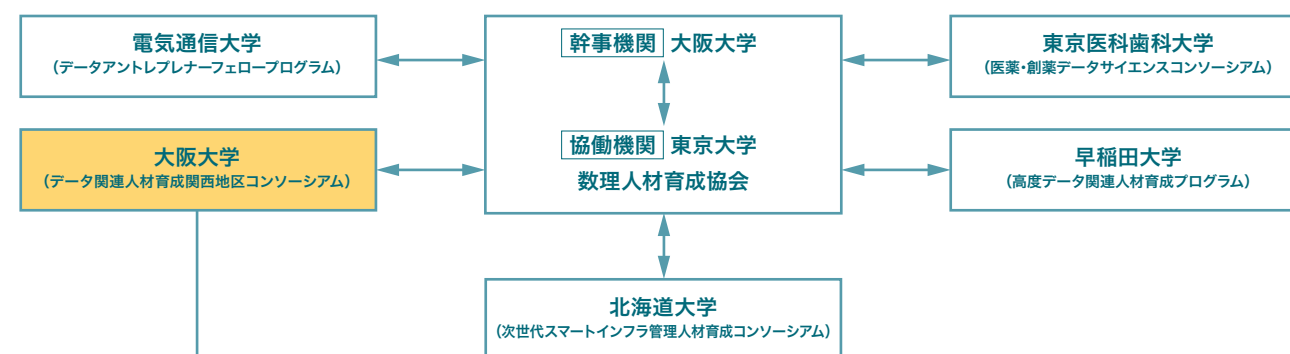 電気通信大学
（データアントレプレナーフェロープログラム）
幹事機関 大阪大学
東京医科歯科大学
（医薬・創薬データサイエンスコンソーシアム）
大阪大学
（データ関連人材育成関西地区コンソーシアム）
協働機関 東京大学
数理人材育成協会
早稲田大学
（高度データ関連人材育成プログラム）
北海道大学
（次世代スマートインフラ管理人材育成コンソーシアム）